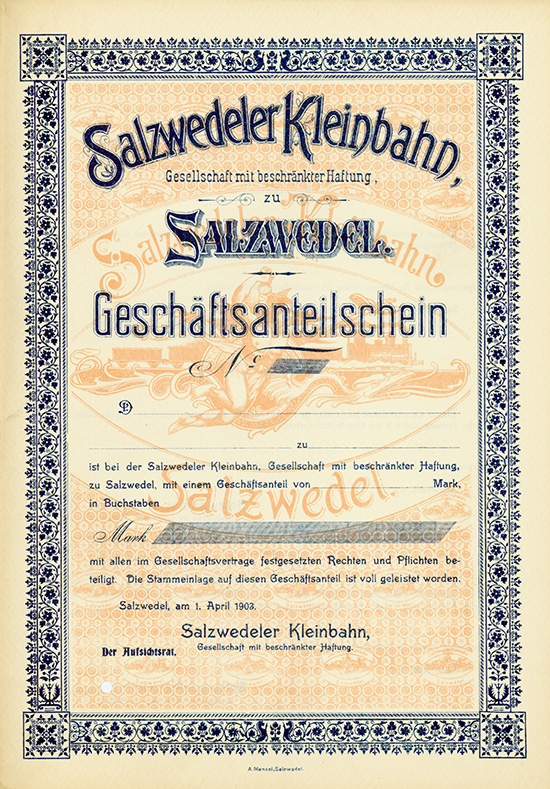 Salzwedeler Kleinbahn,
Gesellschaft mit beschränkter Haftung,
zu
SALZWEDEL.
Geschäftsanteilschein
No
D
zu
ist bei der Salzwedeler Kleinbahn, Gesellschaft mit beschränkter Haftung,
zu Salzwedel, mit einem Geschäftsanteil von Mark,
in Buchstaben
Mark
mit allen im Gesellschaftsvertrage festgesetzten Rechten und Pflichten be-
teiligt. Die Stammeinlage auf diesen Geschäftsanteil ist voll geleistet worden.
Salzwedel, am 1. April 1903.
Salzwedeler Kleinbahn,
Gesellschaft mit beschränkter Haftung.
Der Aufsichtsrat.
A. Menzel, Salzwedel.
Salzwedeler Kleinbahn
Salzwedel.